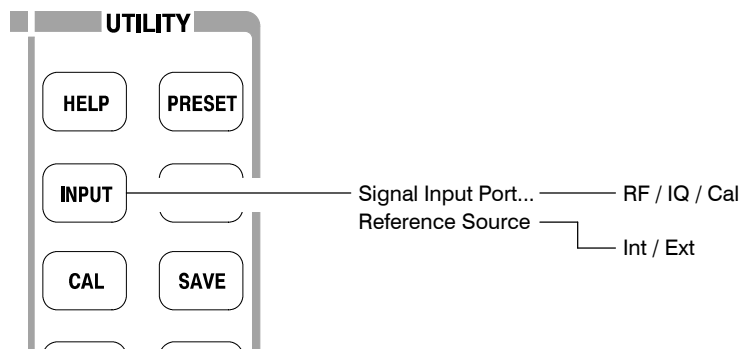 UTILITY
HELP PRESET
INPUT Signal Input Port... RF / IQ / Cal
Reference Source
Int / Ext
CAL SAVE